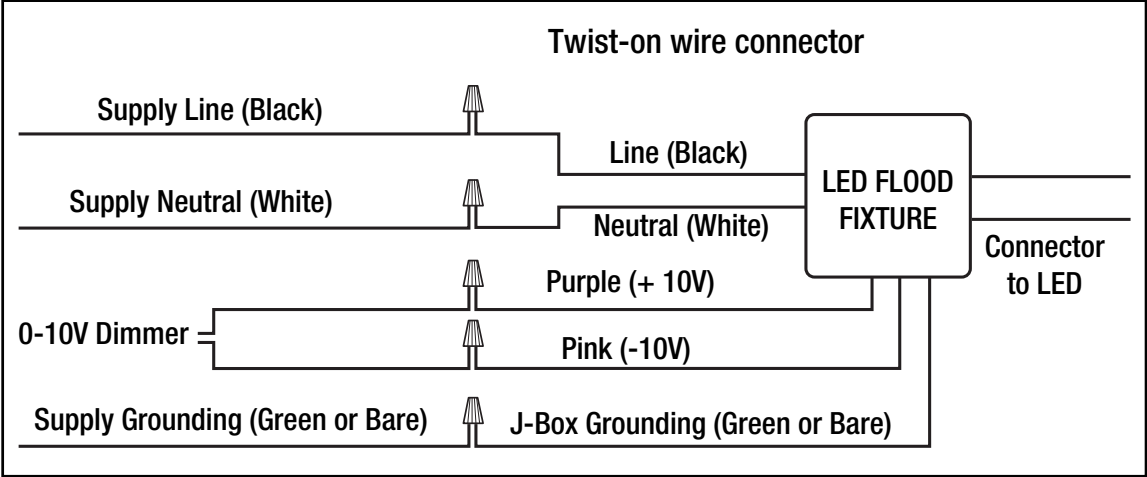 Twist-on wire connector
Supply Line (Black)
Line (Black)
Supply Neutral (White)
Neutral (White)
LED FLOOD
FIXTURE
Connector
to LED
Purple (+ 10V)
0-10V Dimmer
Pink (-10V)
Supply Grounding (Green or Bare)
J-Box Grounding (Green or Bare)